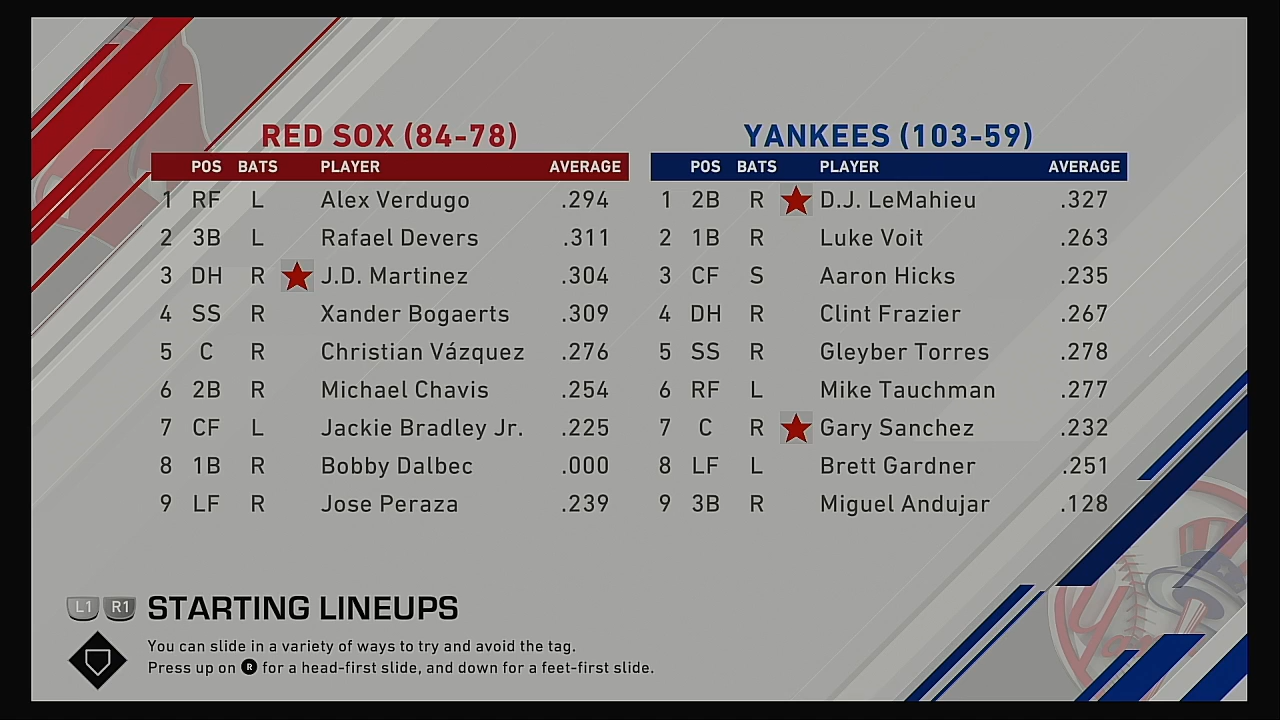 RED SOX (84-78)
POS BATS PLAYER AVERAGE
1 RF L Alex Verdugo .294
2 3B L Rafael Devers .311
3 DH R J.D. Martinez .304
4 SS R Xander Bogaerts .309
5 C R Christian Vázquez .276
6 2B R Michael Chavis .254
7 CF L Jackie Bradley Jr. .225
8 1B R Bobby Dalbec .000
9 LF R Jose Peraza .239
YANKEES (103-59)
POS BATS PLAYER AVERAGE
1 2B R D.J. LeMahieu .327
2 1B R Luke Voit .263
3 CF S Aaron Hicks .235
4 DH R Clint Frazier .267
5 SS R Gleyber Torres .278
6 RF L Mike Tauchman .277
7 C R Gary Sanchez .232
8 LF L Brett Gardner .251
9 3B R Miguel Andujar .128
L1 R1 STARTING LINEUPS
You can slide in a variety of ways to try and avoid the tag.
Press up on R for a head-first slide, and down for a feet-first slide.